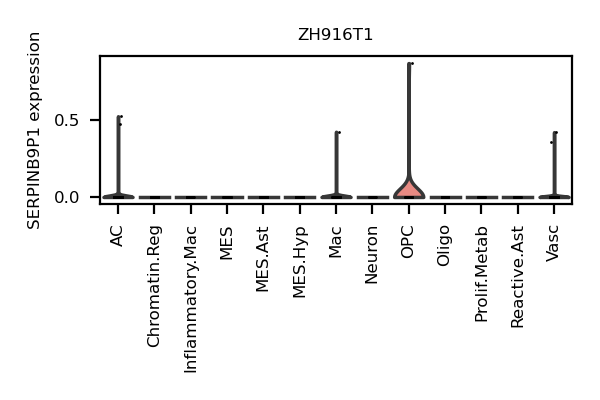 ZH916T1
SERPINB9P1 expression
0.5
0.0
AC
Chromatin.Reg
Inflammatory.Mac
MES
MES.Ast
MES.Hyp
Mac
Neuron
OPC
Oligo
Prolif.Metab
Reactive.Ast
Vasc